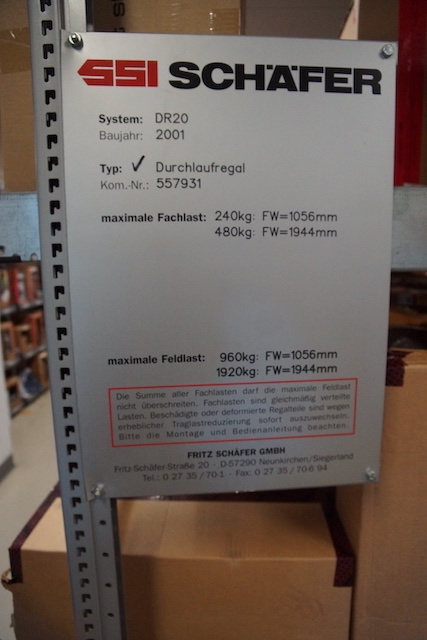 SSI SCHÄFER
System: DR20
Baujahr: 2001
Typ: ✓ Durchlaufregal
Kom.-Nr.: 557931
maximale Fachlast: 240kg: FW=1056mm
480kg: FW=1944mm
maximale Feldlast: 960kg: FW=1056mm
1920kg: FW=1944mm
Die Summe aller Fachlasten darf die maximale Feldlast
nicht überschreiten. Fachlasten sind gleichmäßig verteilte
Lasten. Beschädigte oder deformierte Regalteile sind wegen
erheblicher Traglastreduzierung sofort auszuwechseln.
Bitte die Montage und Bedienanleitung beachten.
FRITZ SCHÄFER GMBH
Fritz-Schäfer-Straße 20 - D-57290 Neunkirchen/Siegerland
Tel.: 0 27 35 / 70-1 - Fax: 0 27 35 / 70-6 94